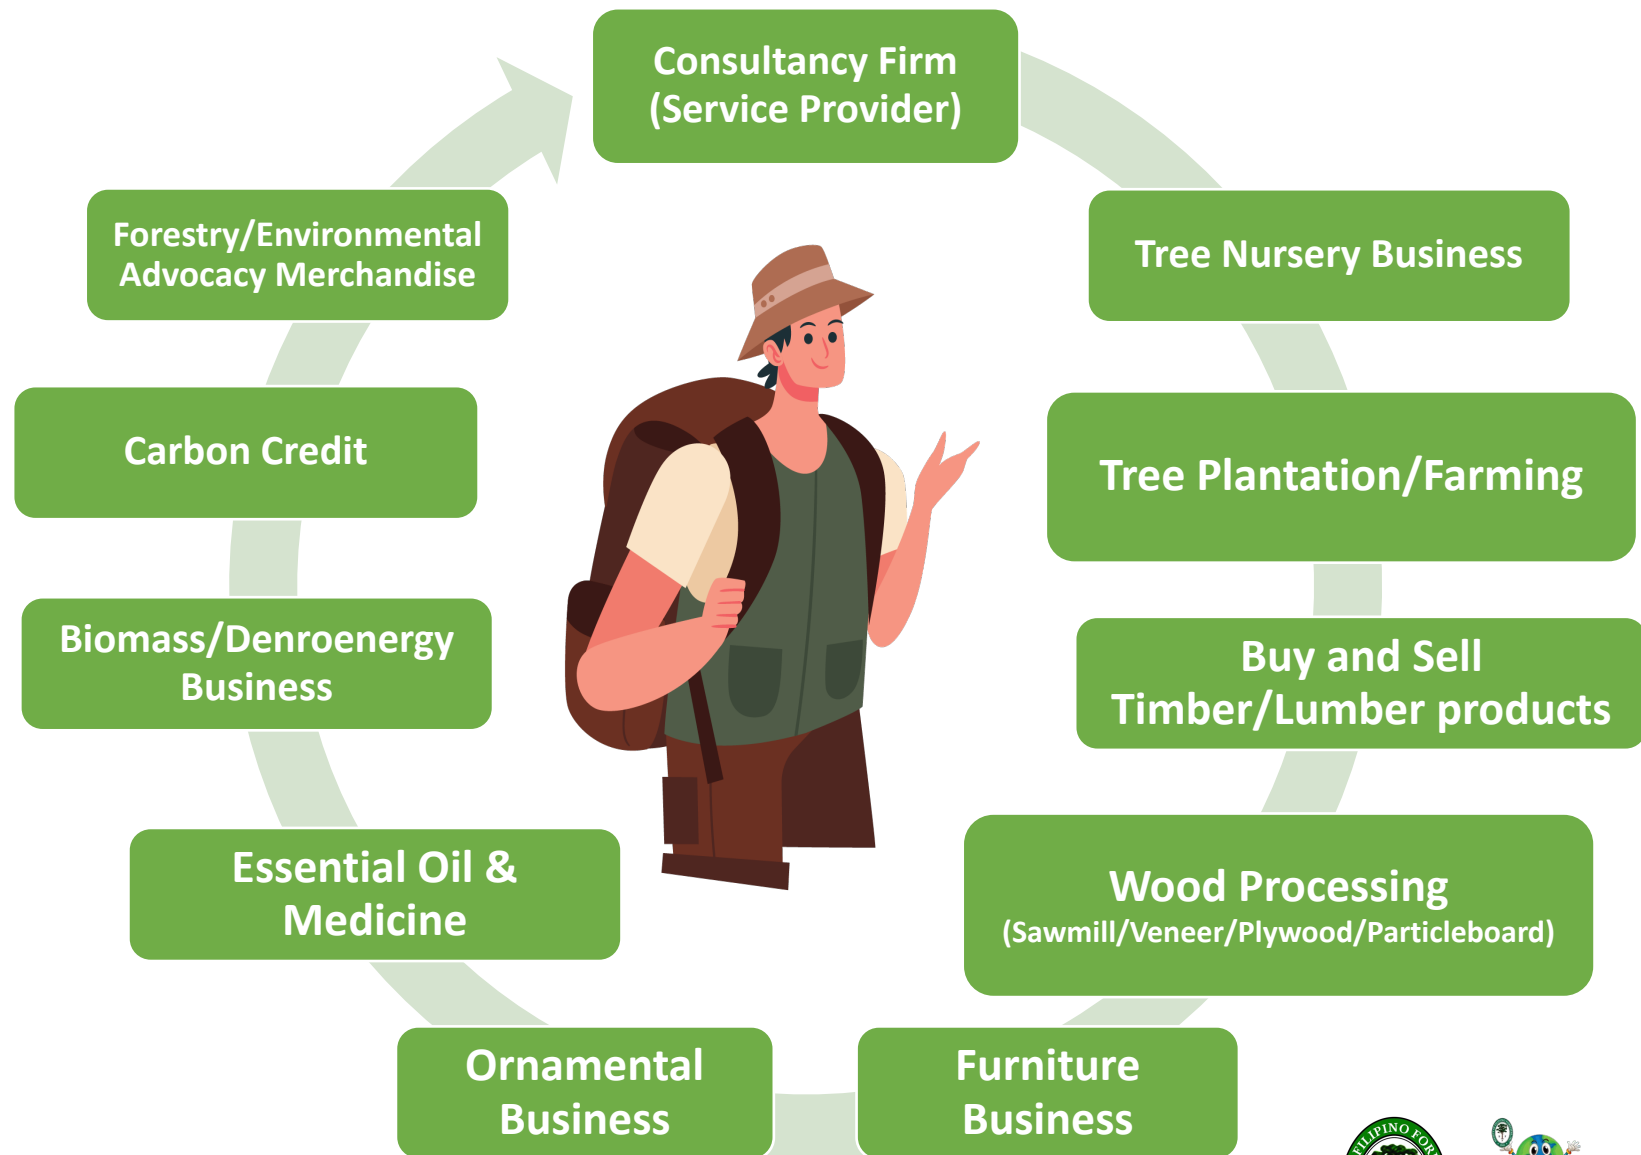 Consultancy Firm
(Service Provider)
Tree Nursery Business
Tree Plantation/Farming
Buy and Sell
Timber/Lumber products
Wood Processing
(Sawmill/Veneer/Plywood/Particleboard)
Furniture
Business
Ornamental
Business
Essential Oil &
Medicine
Biomass/Denroenergy
Business
Carbon Credit
Forestry/Environmental
Advocacy Merchandise
FILIPINO